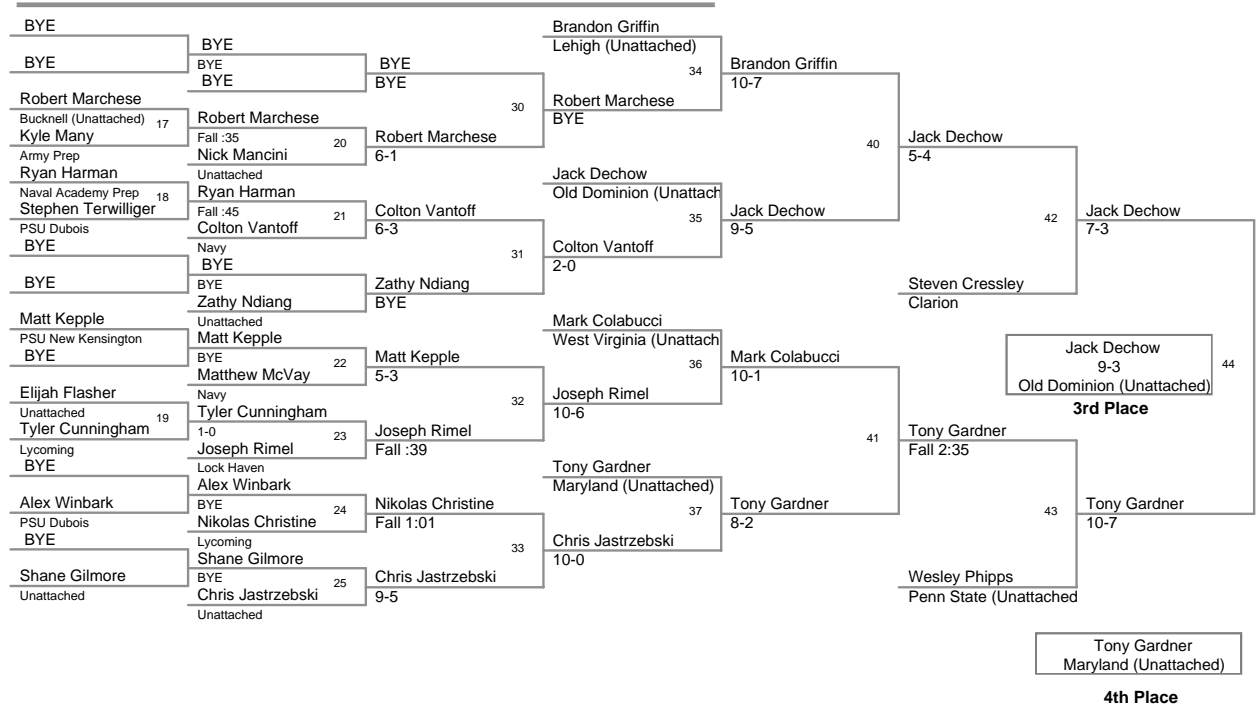 BYE
BYE
Robert Marchese
Bucknell (Unattached)
17
Kyle Many
Army Prep
Ryan Harman
Naval Academy Prep
18
Stephen Terwilliger
PSU Dubois
BYE
BYE
Matt Kepple
PSU New Kensington
BYE
Elijah Flasher
Unattached
19
Tyler Cunningham
Lycoming
BYE
Alex Winbark
PSU Dubois
BYE
Shane Gilmore
Unattached
BYE
BYE
BYE
Robert Marchese
Fall :35
20
Nick Mancini
Unattached
Ryan Harman
Fall :45
21
Colton Vantoff
Navy
BYE
BYE
Zathy Ndiang
Unattached
Matt Kepple
BYE
22
Matthew McVay
Navy
Tyler Cunningham
1-0
23
Joseph Rimel
Lock Haven
Alex Winbark
BYE
24
Nikolas Christine
Lycoming
Shane Gilmore
BYE
25
Chris Jastrzebski
Unattached
BYE
BYE
30
Robert Marchese
6-1
Colton Vantoff
6-3
31
Zathy Ndiang
BYE
Matt Kepple
5-3
32
Joseph Rimel
Fall :39
Nikolas Christine
Fall 1:01
33
Chris Jastrzebski
9-5
Brandon Griffin
Lehigh (Unattached)
34
Robert Marchese
BYE
Jack Dechow
Old Dominion (Unattach
35
Colton Vantoff
2-0
Mark Colabucci
West Virginia (Unattach
36
Joseph Rimel
10-6
Tony Gardner
Maryland (Unattached)
37
Chris Jastrzebski
10-0
Brandon Griffin
10-7
40
Jack Dechow
9-5
Mark Colabucci
10-1
41
Tony Gardner
8-2
Jack Dechow
5-4
42
Steven Cressley
Clarion
Tony Gardner
Fall 2:35
43
Wesley Phipps
Penn State (Unattached
Jack Dechow
7-3
44
Tony Gardner
10-7
Jack Dechow
9-3
Old Dominion (Unattached)
3rd Place
Tony Gardner
Maryland (Unattached)
4th Place